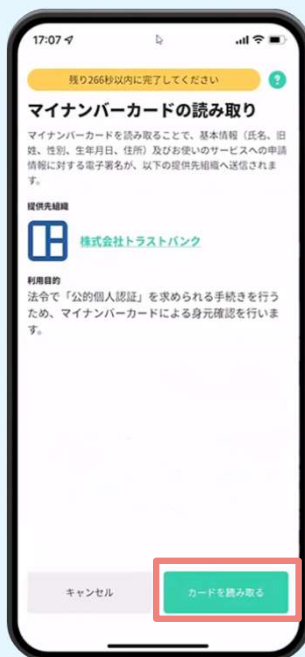 17:07
残り266秒以内に完了してください
?
マイナンバーカードの読み取り
マイナンバーカードを読み取ることで、基本情報（氏名、旧
姓、性別、生年月日、住所）及びお使いのサービスへの申請
情報に対する電子署名が、以下の提供先組織へ送信されま
す。
提供先組織
株式会社トラストバンク
利用目的
法令で「公的個人認証」を求められる手続きを行う
ため、マイナンバーカードによる身元確認を行いま
す。
キャンセル
カードを読み取る